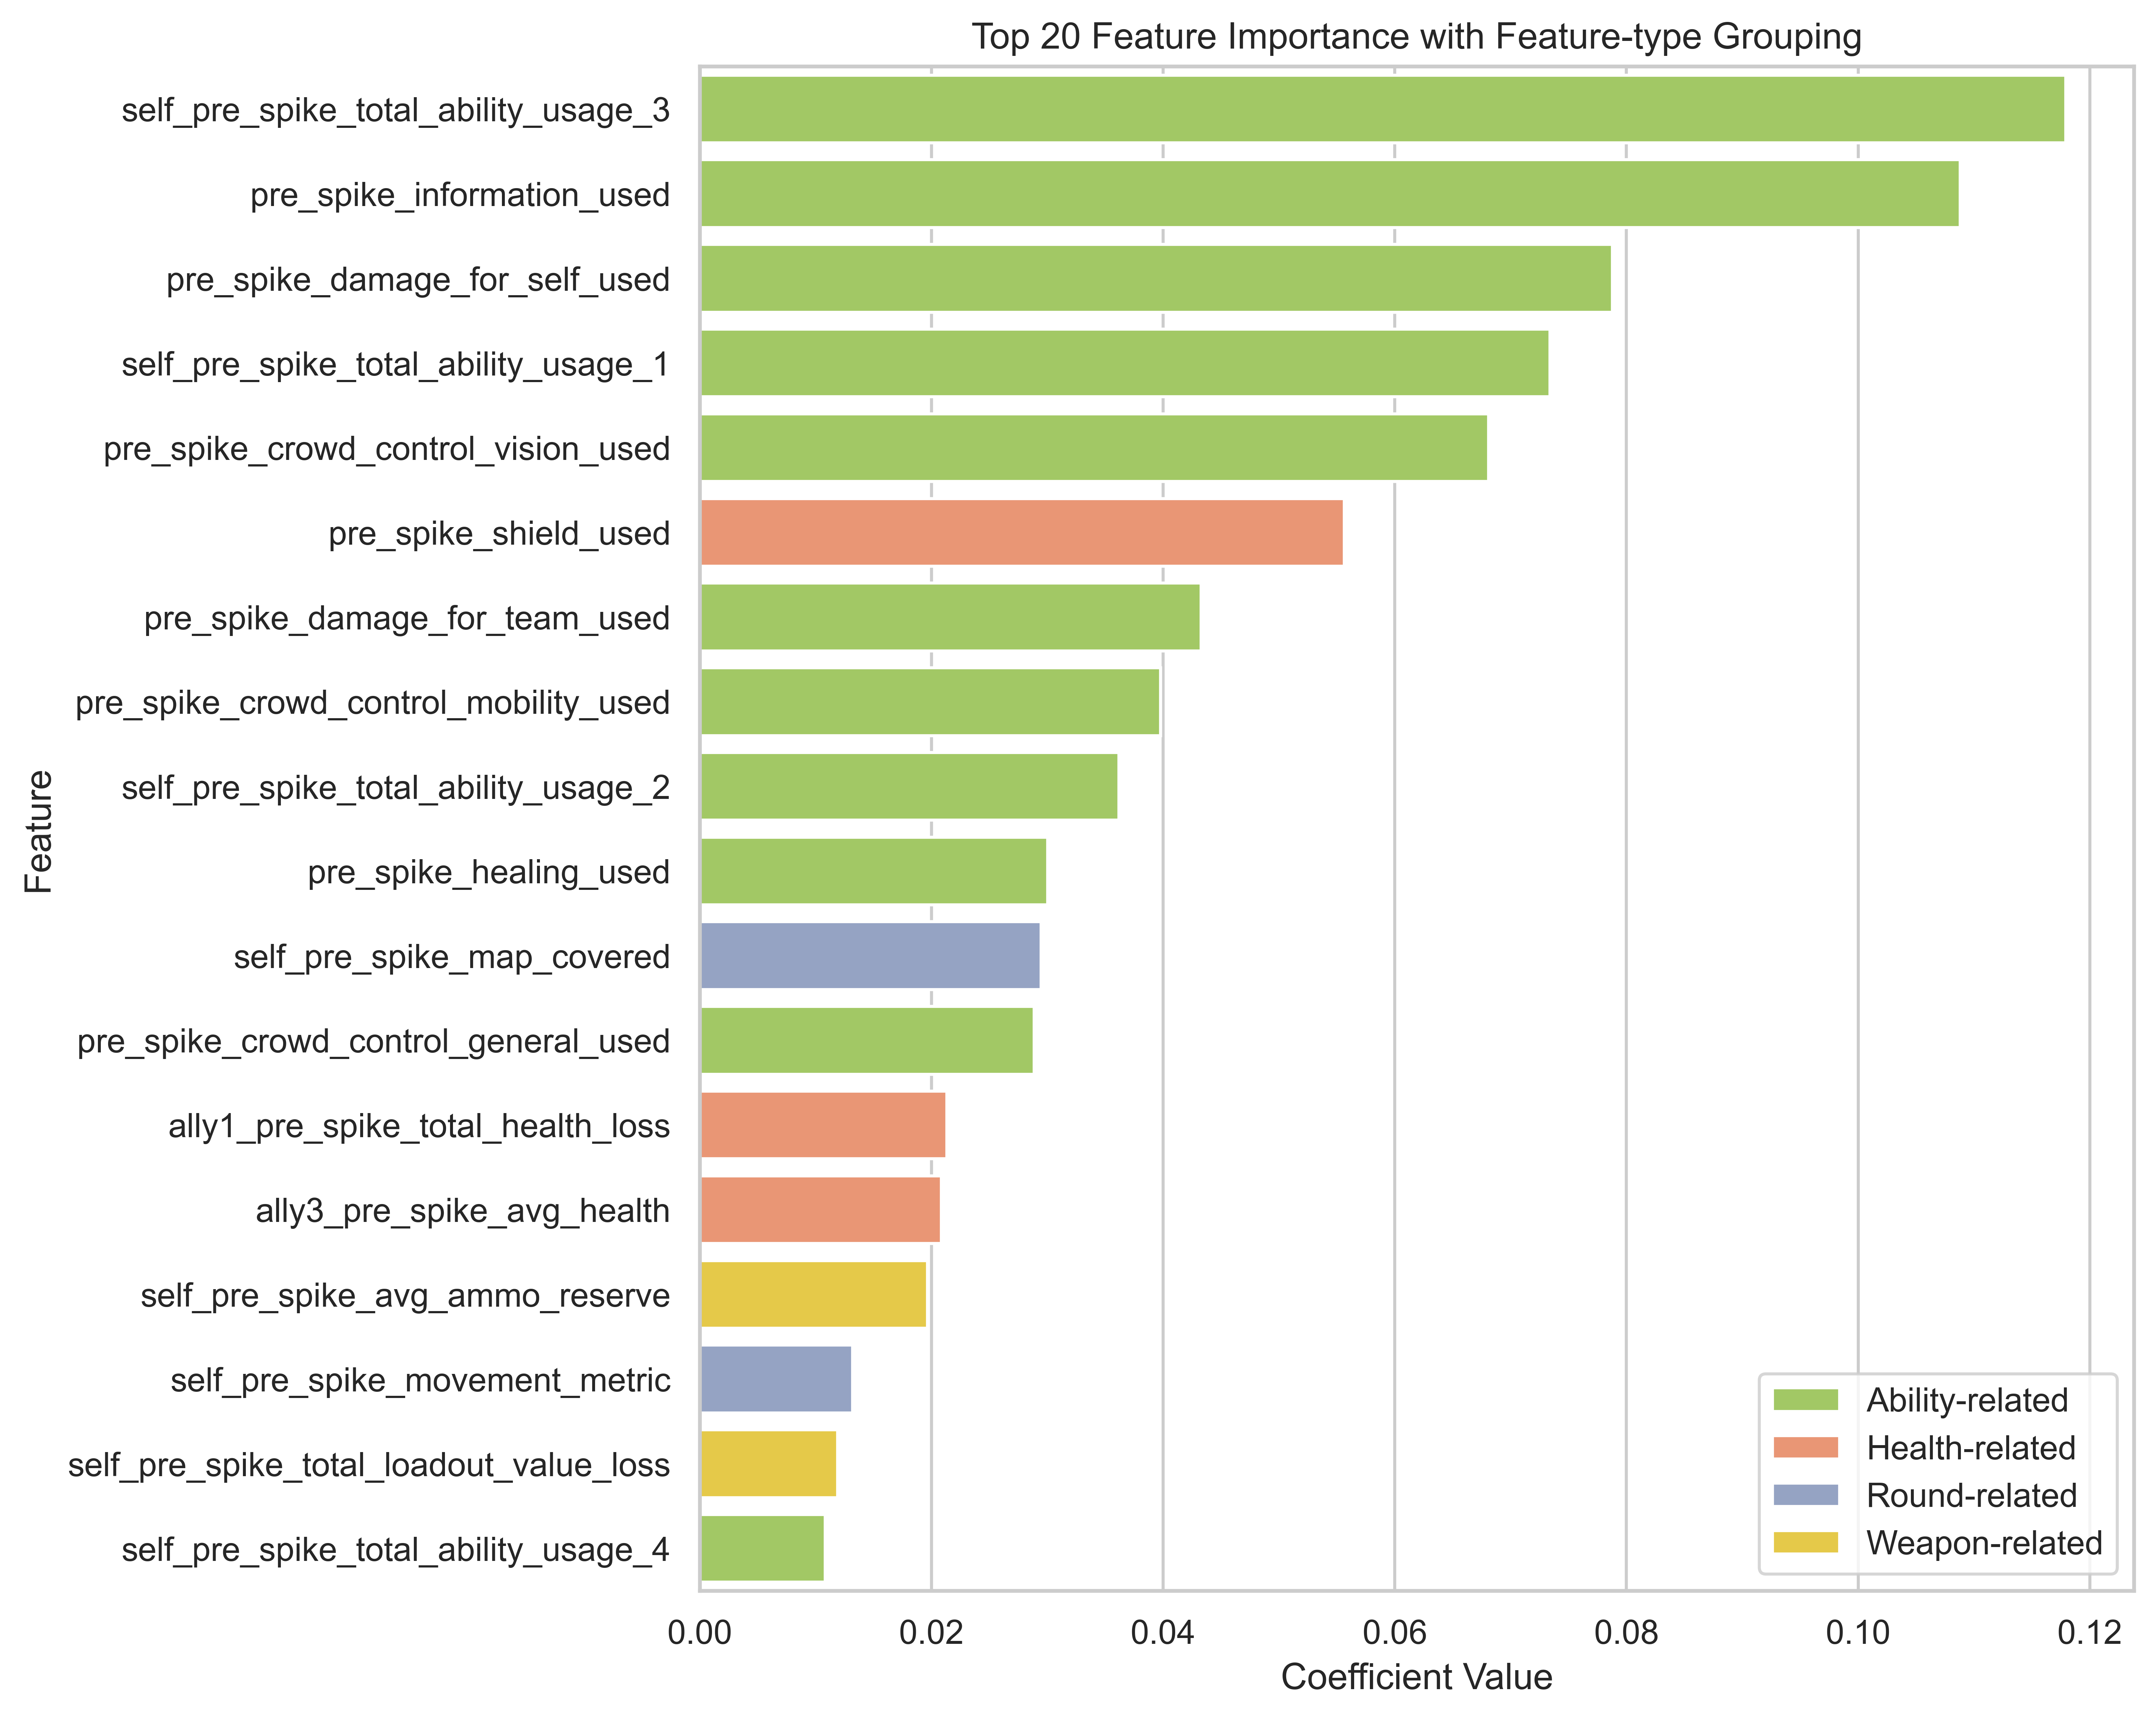 Top 20 Feature Importance with Feature-type Grouping
self_pre_spike_total_ability_usage_3
pre_spike_information_used
pre_spike_damage_for_self_used
self_pre_spike_total_ability_usage_1
pre_spike_crowd_control_vision_used
pre_spike_shield_used
pre_spike_damage_for_team_used
pre_spike_crowd_control_mobility_used
self_pre_spike_total_ability_usage_2
pre_spike_healing_used
self_pre_spike_map_covered
pre_spike_crowd_control_general_used
ally1_pre_spike_total_health_loss
ally3_pre_spike_avg_health
self_pre_spike_avg_ammo_reserve
self_pre_spike_movement_metric
self_pre_spike_total_loadout_value_loss
self_pre_spike_total_ability_usage_4
Feature
Ability-related
Health-related
Round-related
Weapon-related
0.00 0.02 0.04 0.06 0.08 0.10 0.12
Coefficient Value